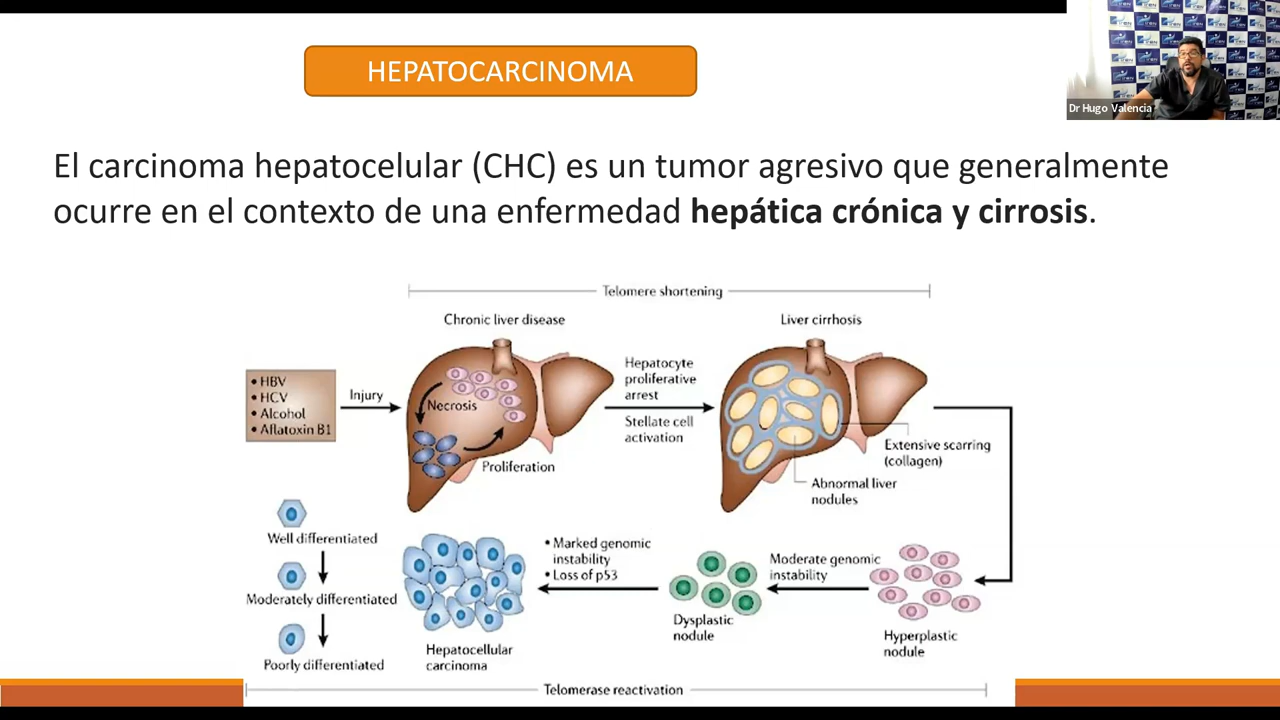 HEPATOCARCINOMA
Dr Hugo Valencia
El carcinoma hepatocelular (CHC) es un tumor agresivo que generalmente
ocurre en el contexto de una enfermedad hepática crónica y cirrosis.
Telomere shortening
Chronic liver disease
Liver cirrhosis
• HBV
• HCV
• Alcohol
• Aflatoxin B1
Injury
Necrosis
Proliferation
Hepatocyte
proliferative
arrest
Stellate cell
activation
Extensive scarring
(collagen)
Abnormal liver
nodules
Well differentiated
Moderately differentiated
Poorly differentiated
Hepatocellular
carcinoma
• Marked genomic
instability
• Loss of p53
Dysplastic
nodule
Moderate genomic
instability
Hyperplastic
nodule
Telomerase reactivation